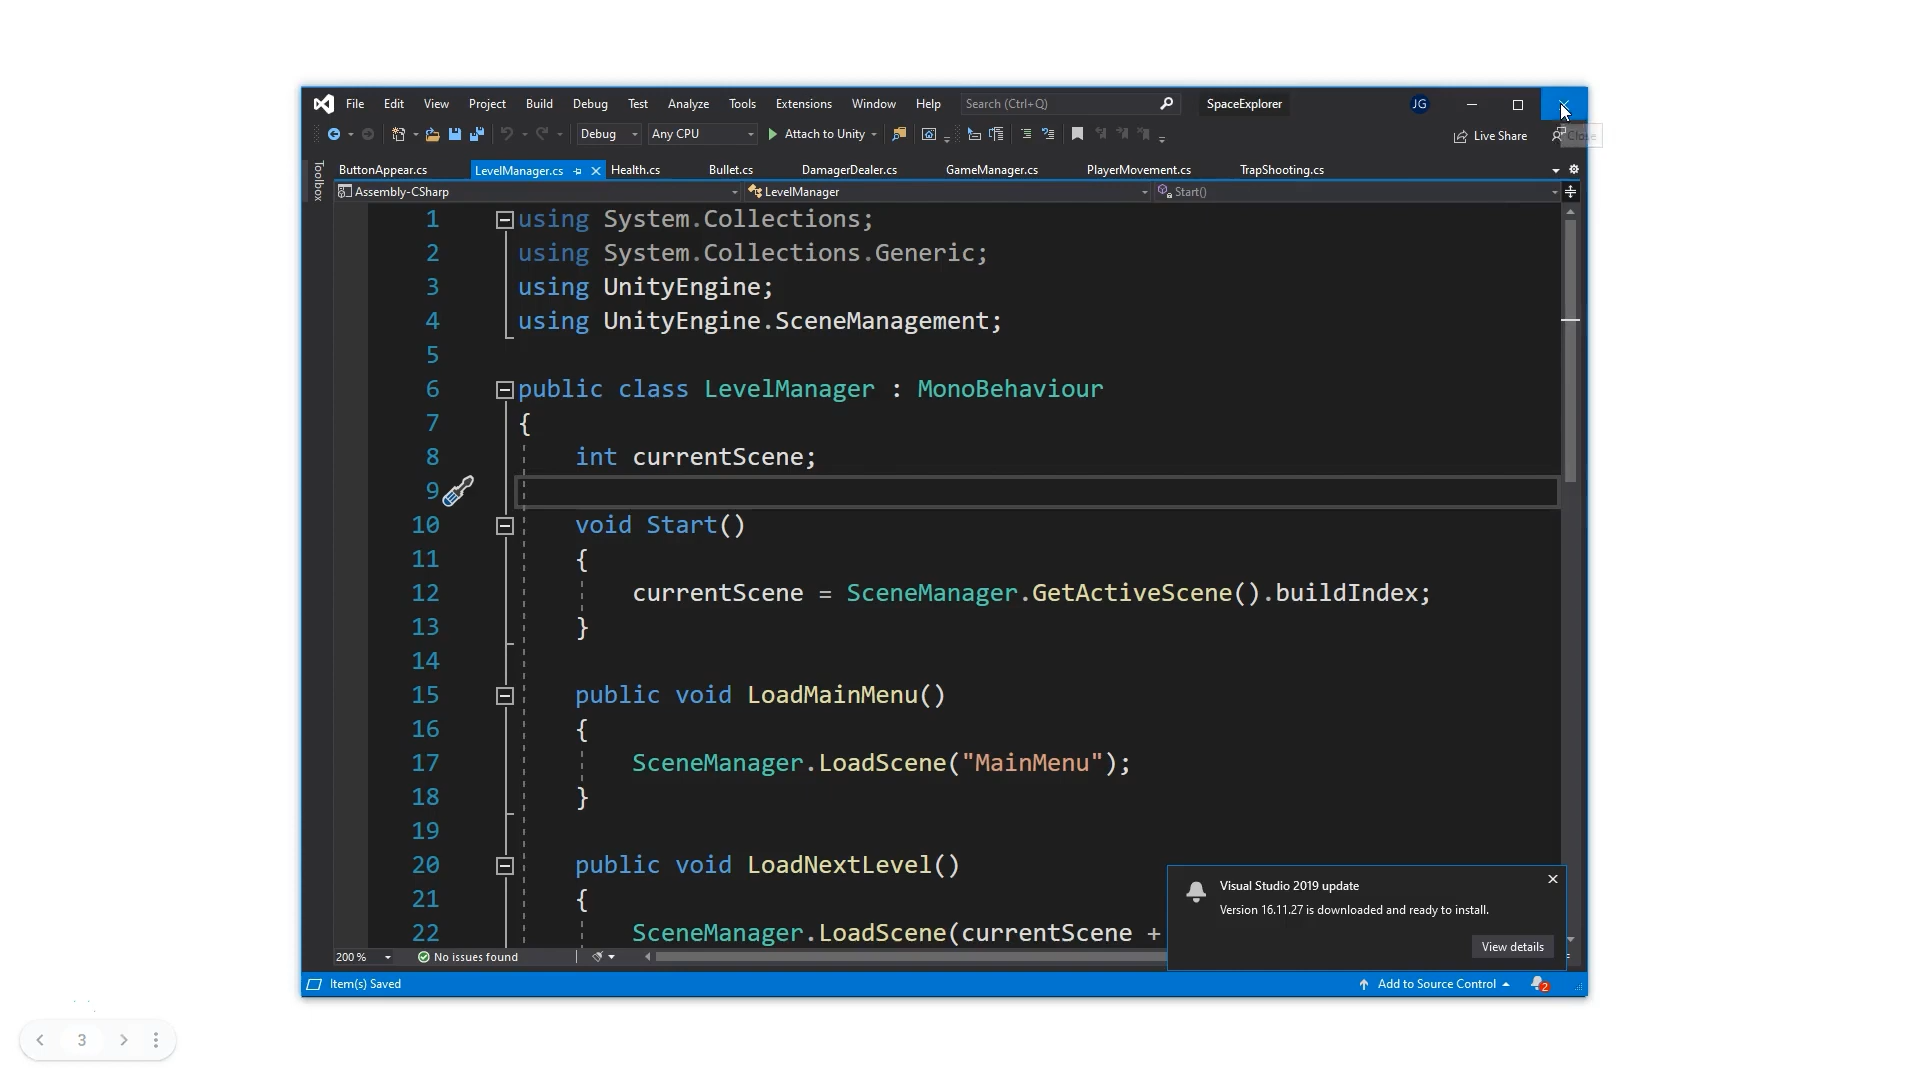 File Edit View Project Build Debug Test Analyze Tools Extensions Window Help Search (Ctrl+Q) SpaceExplorer JG
Debug Any CPU Attach to Unity Live Share Close
Toolbox
ButtonAppear.cs LevelManager.cs Health.cs Bullet.cs DamagerDealer.cs GameManager.cs PlayerMovement.cs TrapShooting.cs
Assembly-CSharp LevelManager Start()
1 using System.Collections;
2 using System.Collections.Generic;
3 using UnityEngine;
4 using UnityEngine.SceneManagement;
5
6 public class LevelManager : MonoBehaviour
7 {
8 int currentScene;
9
10 void Start()
11 {
12 currentScene = SceneManager.GetActiveScene().buildIndex;
13 }
14
15 public void LoadMainMenu()
16 {
17 SceneManager.LoadScene("MainMenu");
18 }
19
20 public void LoadNextLevel()
21 {
22 SceneManager.LoadScene(currentScene +
Visual Studio 2019 update
Version 16.11.27 is downloaded and ready to install.
View details
200 % No issues found
Item(s) Saved Add to Source Control 2
3